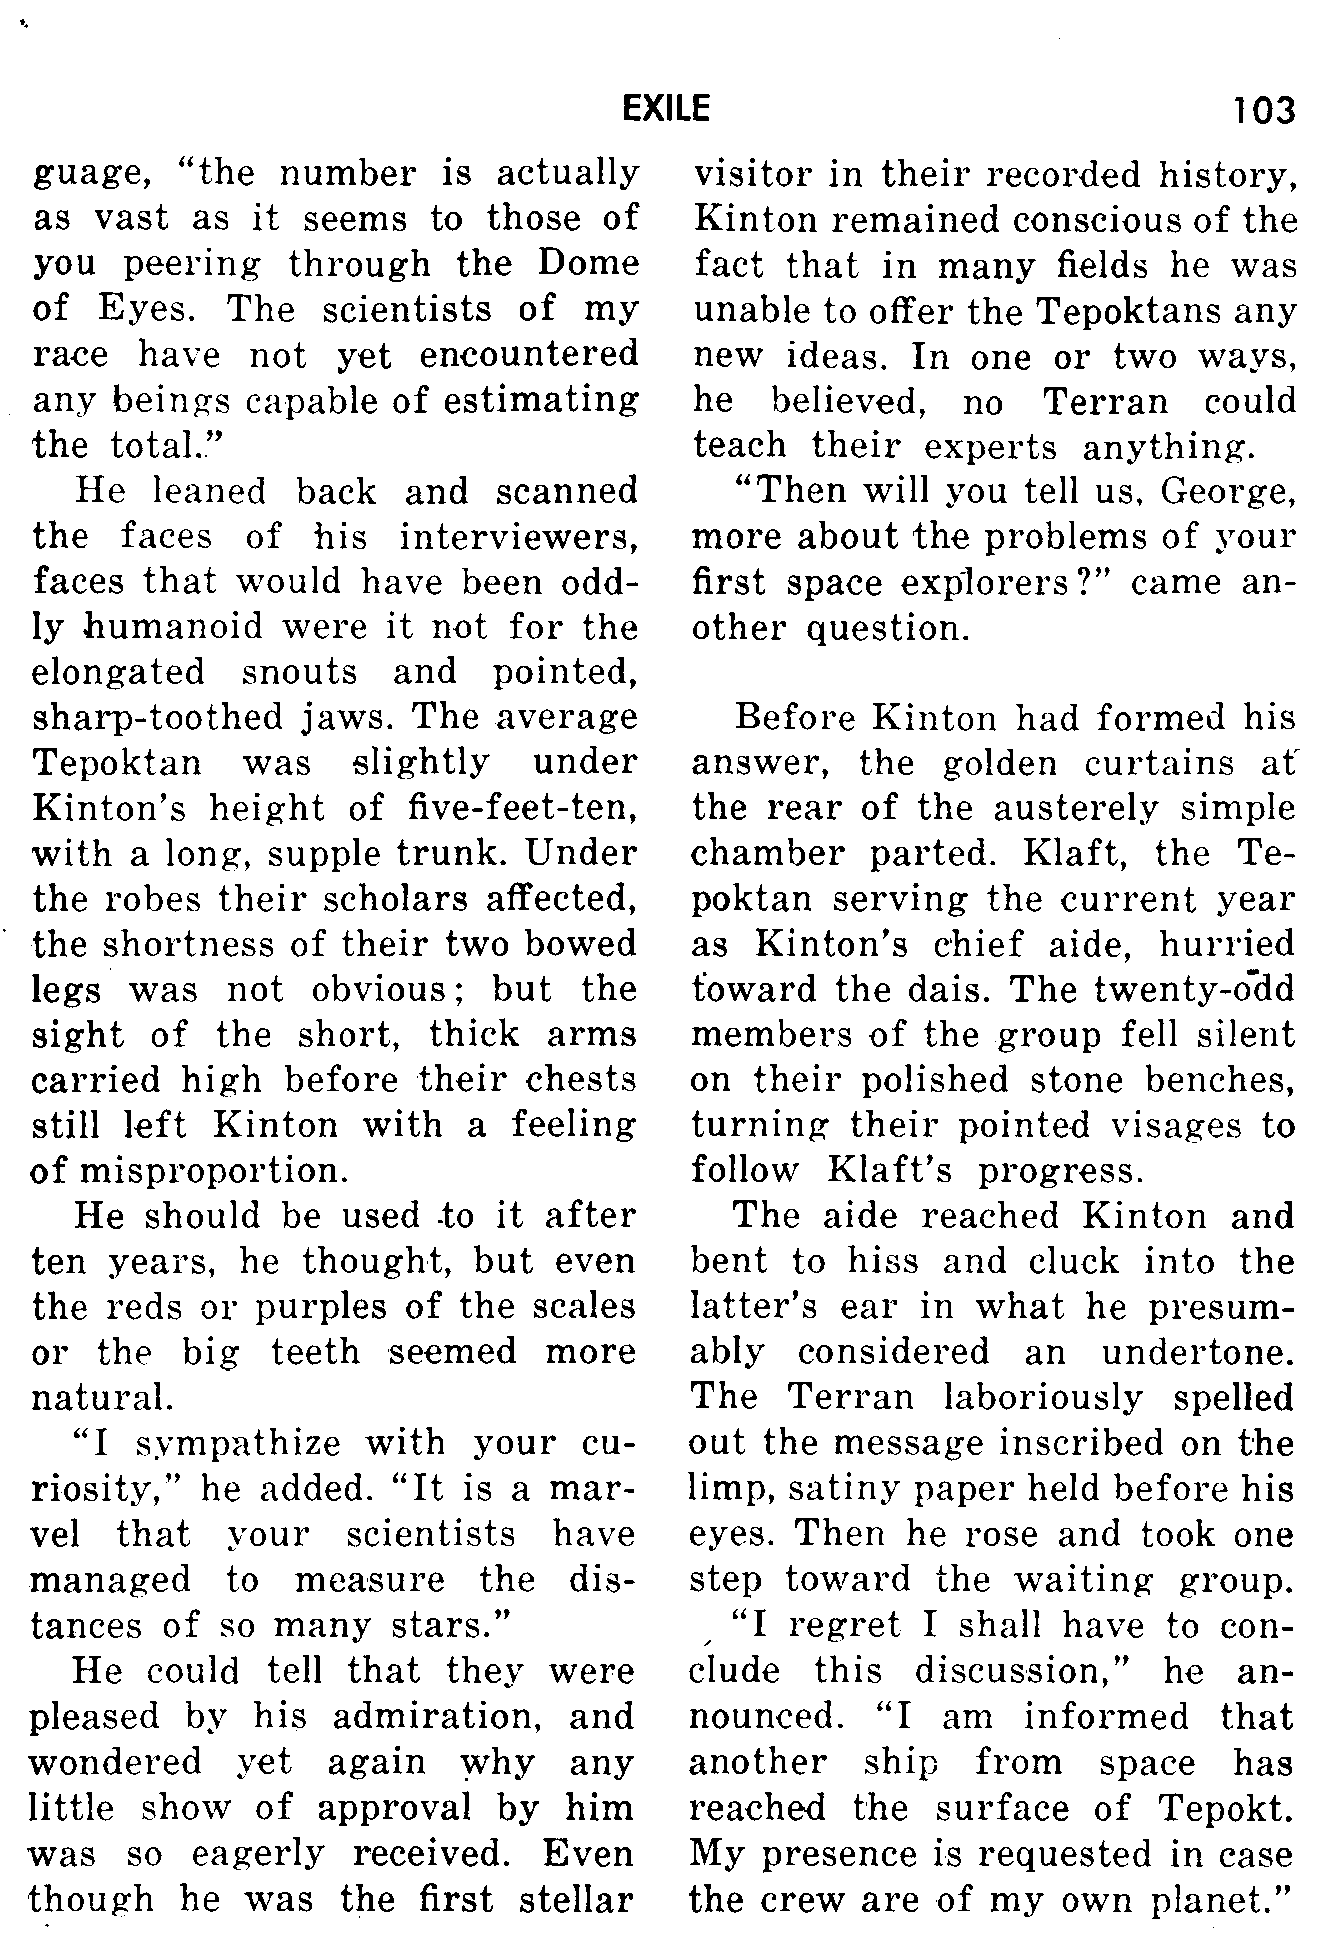 EXILE 103
guage, “the number is actually
as vast as it seems to those of
you peering through the Dome
of Eyes. The scientists of my
race have not yet encountered
any beings capable of estimating
the total.”
He leaned back and scanned
the faces of his interviewers,
faces that would have been odd-
ly humanoid were it not for the
elongated snouts and pointed,
sharp-toothed jaws. The average
Tepoktan was slightly under
Kinton’s height of five-feet-ten,
with a long, supple trunk. Under
the robes their scholars affected,
the shortness of their two bowed
legs was not obvious; but the
sight of the short, thick arms
carried high before their chests
still left Kinton with a feeling
of misproportion.
He should be used to it after
ten years, he thought, but even
the reds or purples of the scales
or the big teeth seemed more
natural.
“I sympathize with your cu-
riosity,” he added. “It is a mar-
vel that your scientists have
managed to measure the dis-
tances of so many stars.”
He could tell that they were
pleased by his admiration, and
wondered yet again why any
little show of approval by him
was so eagerly received. Even
though he was the first stellar
visitor in their recorded history,
Kinton remained conscious of the
fact that in many fields he was
unable to offer the Tepoktans any
new ideas. In one or two ways,
he believed, no Terran could
teach their experts anything.
“Then will you tell us, George,
more about the problems of your
first space explorers?” came an-
other question.
Before Kinton had formed his
answer, the golden curtains at
the rear of the austerely simple
chamber parted. Klaft, the Te-
poktan serving the current year
as Kinton’s chief aide, hurried
toward the dais. The twenty-odd
members of the group fell silent
on their polished stone benches,
turning their pointed visages to
follow Klaft’s progress.
The aide reached Kinton and
bent to hiss and cluck into the
latter’s ear in what he presum-
ably considered an undertone.
The Terran laboriously spelled
out the message inscribed on the
limp, satiny paper held before his
eyes. Then he rose and took one
step toward the waiting group.
“I regret I shall have to con-
clude this discussion,” he an-
nounced. “I am informed that
another ship from space has
reached the surface of Tepokt.
My presence is requested in case
the crew are of my own planet.”